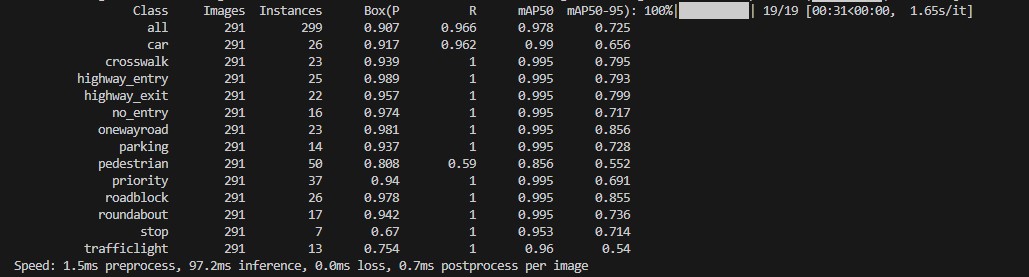 Class Images Instances Box(P R mAP50 mAP50-95): 100%|██████████| 19/19 [00:31<00:00, 1.65s/it]
all 291 299 0.907 0.966 0.978 0.725
car 291 26 0.917 0.962 0.99 0.656
crosswalk 291 23 0.939 1 0.995 0.795
highway_entry 291 25 0.989 1 0.995 0.793
highway_exit 291 22 0.957 1 0.995 0.799
no_entry 291 16 0.974 1 0.995 0.717
onewayroad 291 23 0.981 1 0.995 0.856
parking 291 14 0.937 1 0.995 0.728
pedestrian 291 50 0.808 0.59 0.856 0.552
priority 291 37 0.94 1 0.995 0.691
roadblock 291 26 0.978 1 0.995 0.855
roundabout 291 17 0.942 1 0.995 0.736
stop 291 7 0.67 1 0.953 0.714
trafficlight 291 13 0.754 1 0.96 0.54
Speed: 1.5ms preprocess, 97.2ms inference, 0.0ms loss, 0.7ms postprocess per image